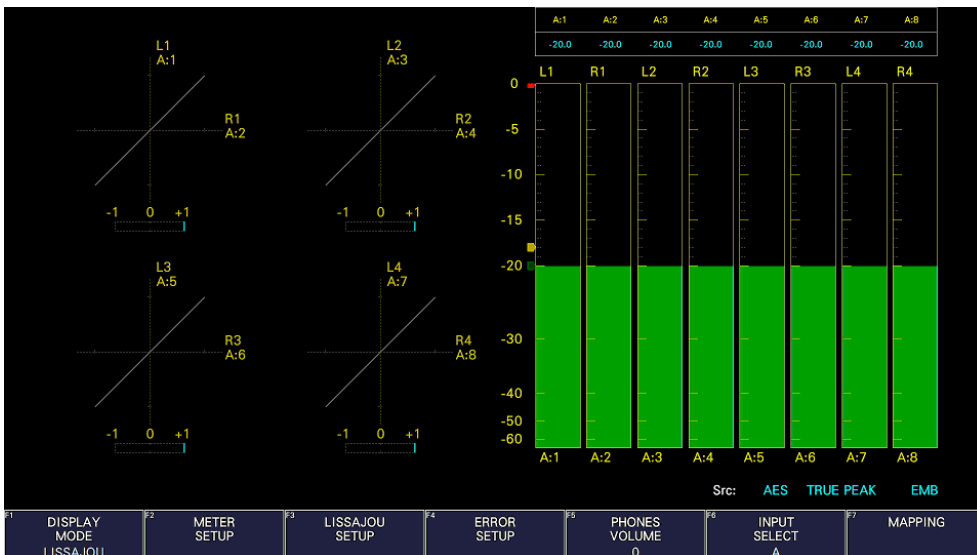 A:1 A:2 A:3 A:4 A:5 A:6 A:7 A:8
-20.0 -20.0 -20.0 -20.0 -20.0 -20.0 -20.0 -20.0
L1
A:1
R1
A:2
-1 0 +1
L2
A:3
R2
A:4
-1 0 +1
L3
A:5
R3
A:6
-1 0 +1
L4
A:7
R4
A:8
-1 0 +1
L1 R1 L2 R2 L3 R3 L4 R4
0
-5
-10
-15
-20
-30
-40
-50
-60
A:1 A:2 A:3 A:4 A:5 A:6 A:7 A:8
Src: AES TRUE PEAK EMB
F1 DISPLAY
MODE
LISSAJOU
F2 METER
SETUP
F3 LISSAJOU
SETUP
F4 ERROR
SETUP
F5 PHONES
VOLUME
0
F6 INPUT
SELECT
A
F7 MAPPING